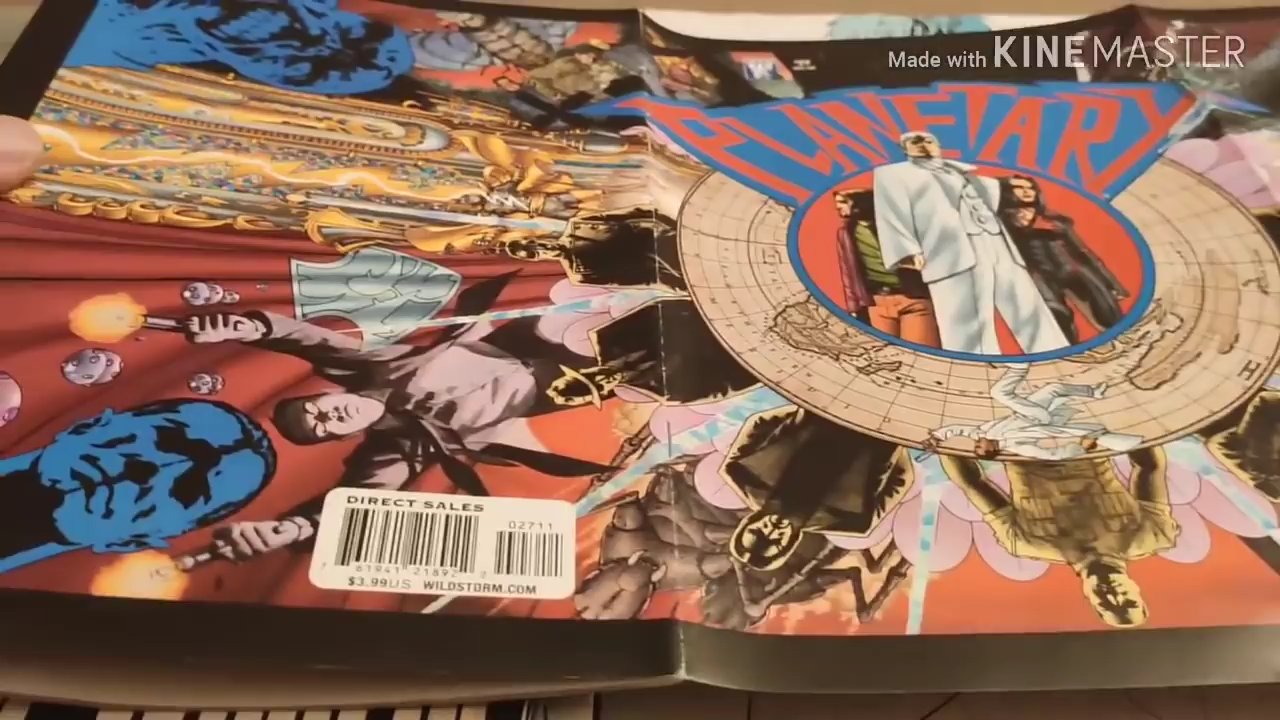 Made with KINEMASTER
PLANETARY
DIRECT SALES
02711
$3.99US WILDSTORM.COM